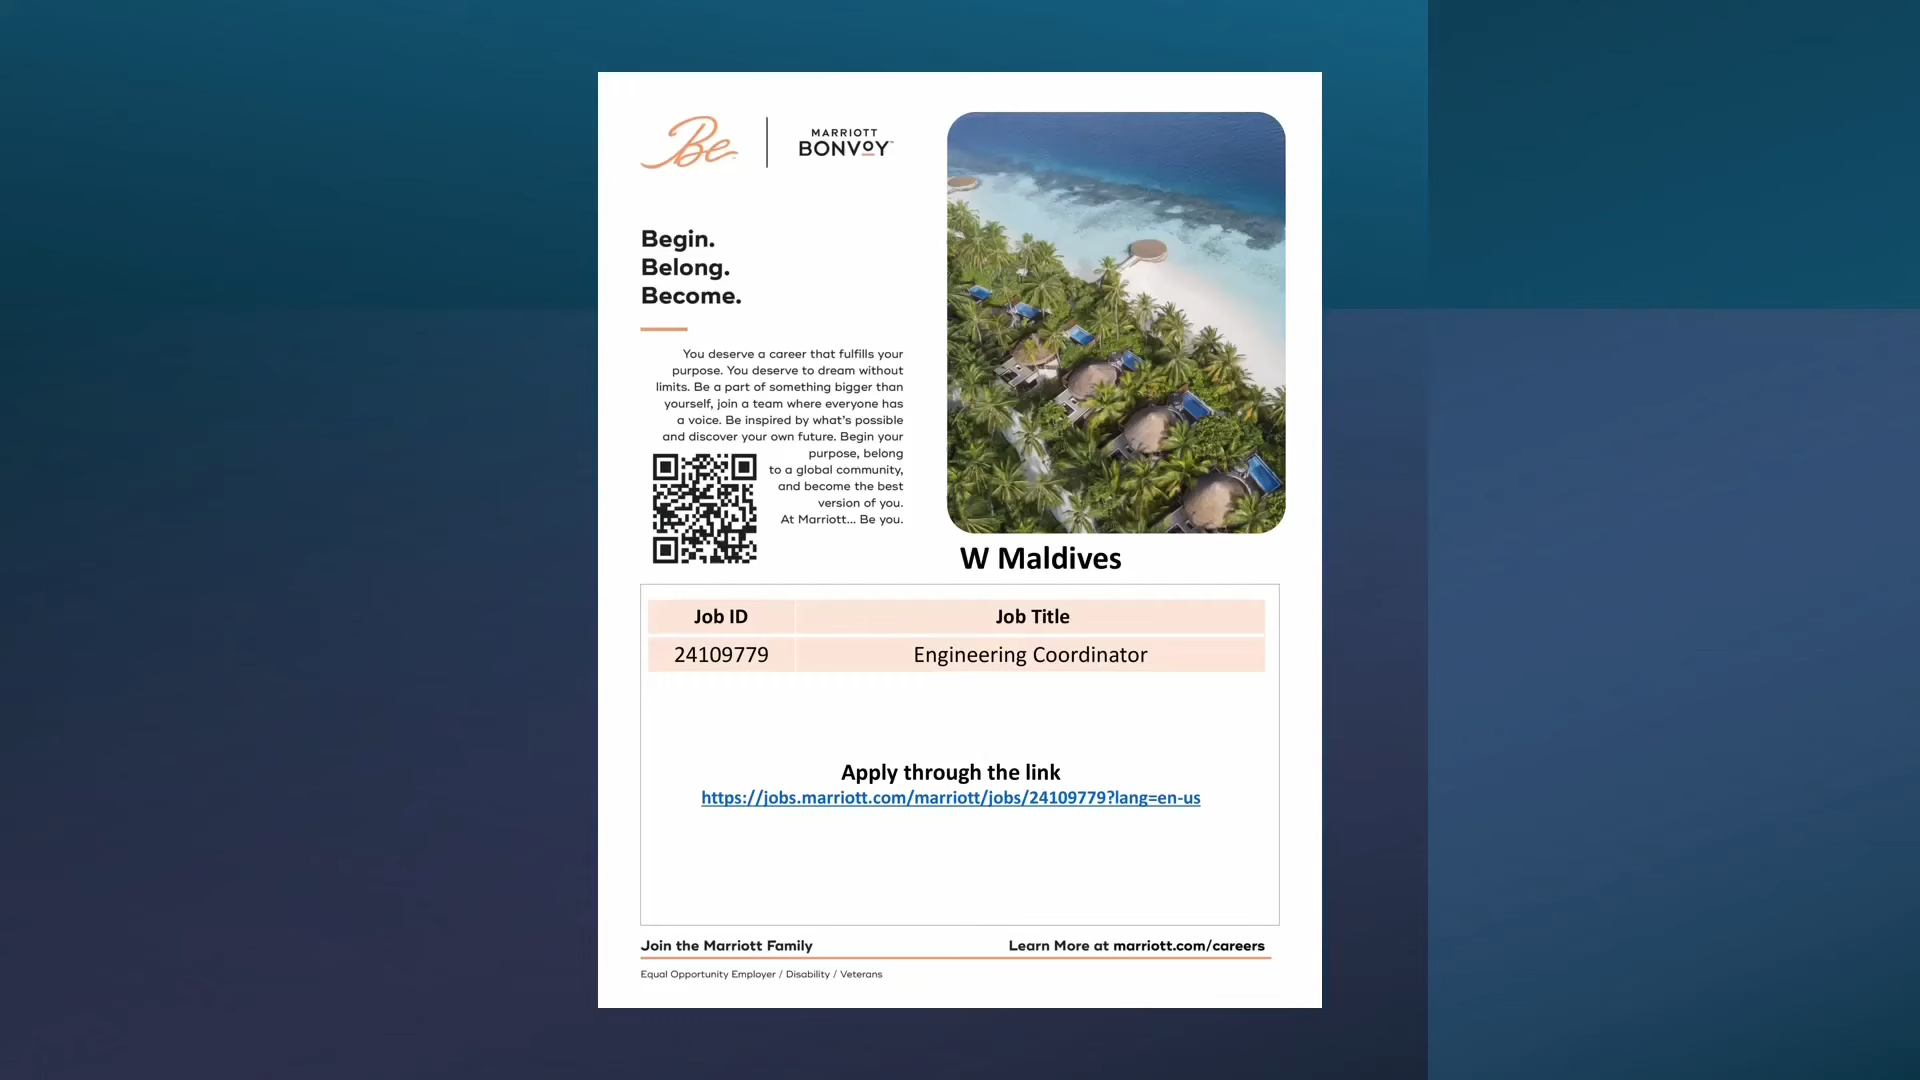 Be
MARRIOTT
BONVOY™
Begin.
Belong.
Become.
You deserve a career that fulfills your
purpose. You deserve to dream without
limits. Be a part of something bigger than
yourself, join a team where everyone has
a voice. Be inspired by what's possible
and discover your own future. Begin your
purpose, belong
to a global community,
and become the best
version of you.
At Marriott... Be you.
W Maldives
Job ID Job Title
24109779 Engineering Coordinator
Apply through the link
https://jobs.marriott.com/marriott/jobs/24109779?lang=en-us
Join the Marriott Family Learn More at marriott.com/careers
Equal Opportunity Employer / Disability / Veterans